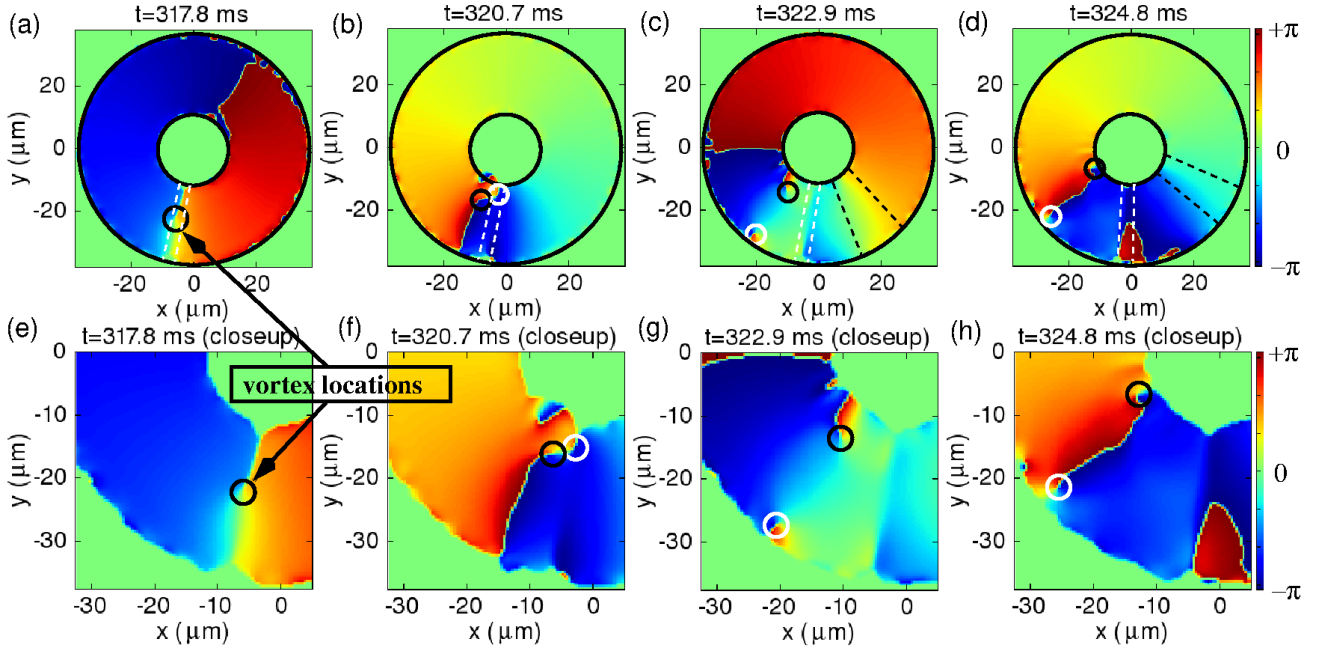 (a) t=317.8 ms
(b) t=320.7 ms
(c) t=322.9 ms
(d) t=324.8 ms
y (μm) 20 0 -20
y (μm) 20 0 -20
y (μm) 20 0 -20
y (μm) 20 0 -20
+π 0 −π
-20 0 20
-20 0 20
-20 0 20
-20 0 20
x (μm)
x (μm)
x (μm)
x (μm)
(e) t=317.8 ms (closeup)
(f) t=320.7 ms (closeup)
(g) t=322.9 ms (closeup)
(h) t=324.8 ms (closeup)
vortex locations
y (μm) 0 -10 -20 -30
y (μm) 0 -10 -20 -30
y (μm) 0 -10 -20 -30
y (μm) 0 -10 -20 -30
+π 0 −π
-30 -20 -10 0
-30 -20 -10 0
-30 -20 -10 0
-30 -20 -10 0
x (μm)
x (μm)
x (μm)
x (μm)